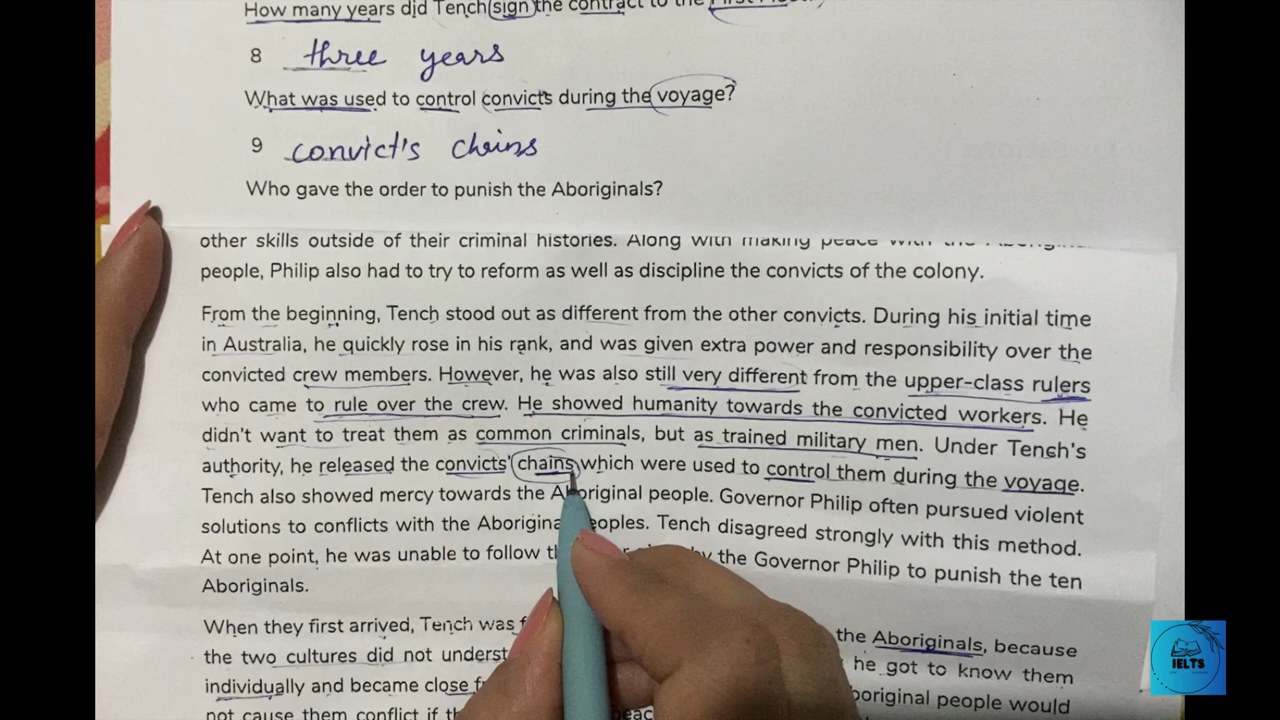 How many years did Tench sign the contract to the First
8 three years
What was used to control convicts during the voyage?
9 convict's chains
Who gave the order to punish the Aboriginals?
other skills outside of their criminal histories. Along with making peace with the
people, Philip also had to try to reform as well as discipline the convicts of the colony.
From the beginning, Tench stood out as different from the other convicts. During his initial time
in Australia, he quickly rose in his rank, and was given extra power and responsibility over the
convicted crew members. However, he was also still very different from the upper-class rulers
who came to rule over the crew. He showed humanity towards the convicted workers. He
didn't want to treat them as common criminals, but as trained military men. Under Tench's
authority, he released the convicts' chains which were used to control them during the voyage.
Tench also showed mercy towards the Aboriginal people. Governor Philip often pursued violent
solutions to conflicts with the Aboriginal peoples. Tench disagreed strongly with this method.
At one point, he was unable to follow by the Governor Philip to punish the ten
Aboriginals.
When they first arrived, Tench was the Aboriginals, because
the two cultures did not he got to know them
individually and became close people would
not cause them conflict if
IELTS